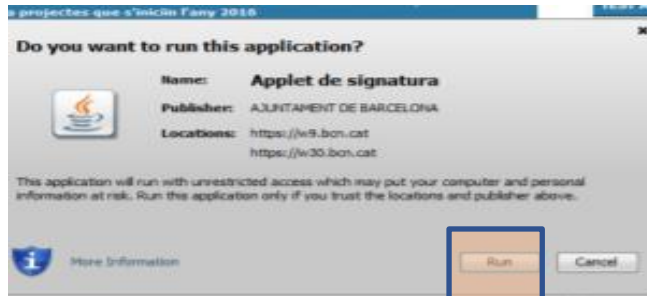 a projectes que s'iniciïn l'any 2016
Do you want to run this application?
Name: Applet de signatura
Publisher: AJUNTAMENT DE BARCELONA
Locations: https://w9.bcn.cat
https://w30.bcn.cat
This application will run with unrestricted access which may put your computer and personal
information at risk. Run this application only if you trust the locations and publisher above.
More Information
Run
Cancel